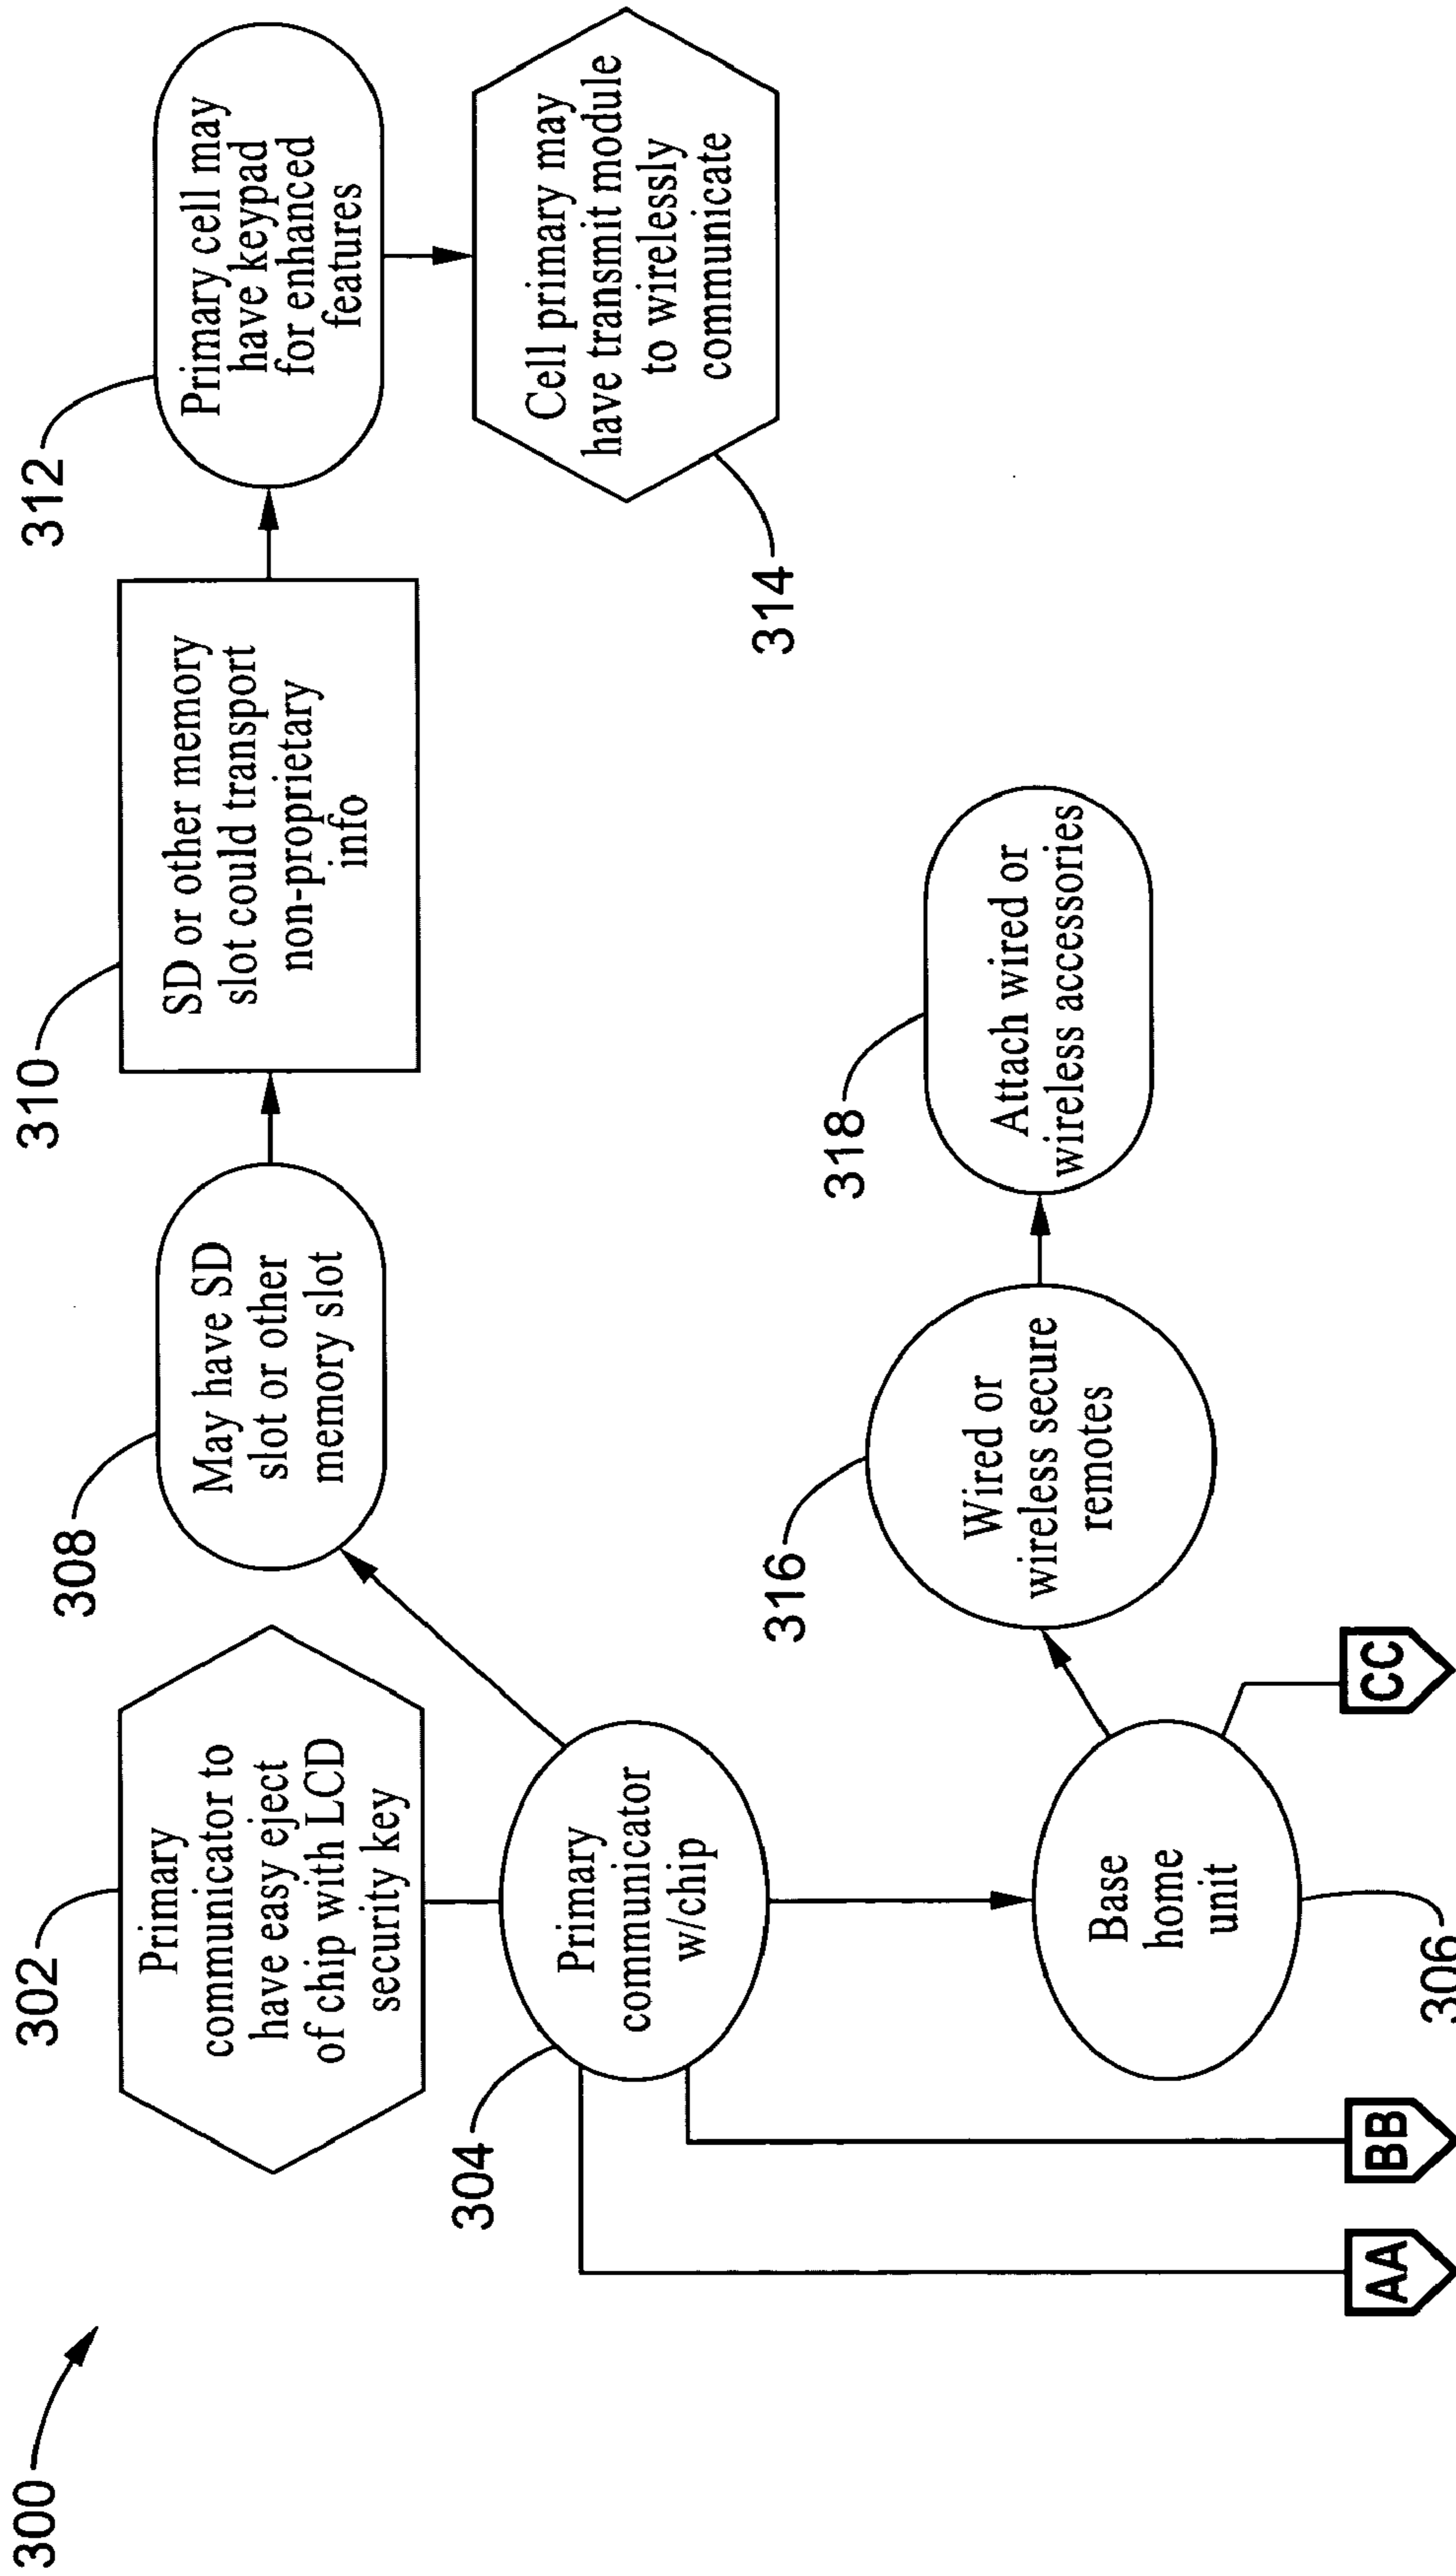 300
302
Primary
communicator to
have easy eject
of chip with LCD
security key
304
Primary
communicator
w/chip
306
Base
home
unit
308
May have SD
slot or other
memory slot
310
SD or other memory
slot could transport
non-proprietary
info
312
Primary cell may
have keypad
for enhanced
features
314
Cell primary may
have transmit module
to wirelessly
communicate
316
Wired or
wireless secure
remotes
318
Attach wired or
wireless accessories
AA
BB
CC